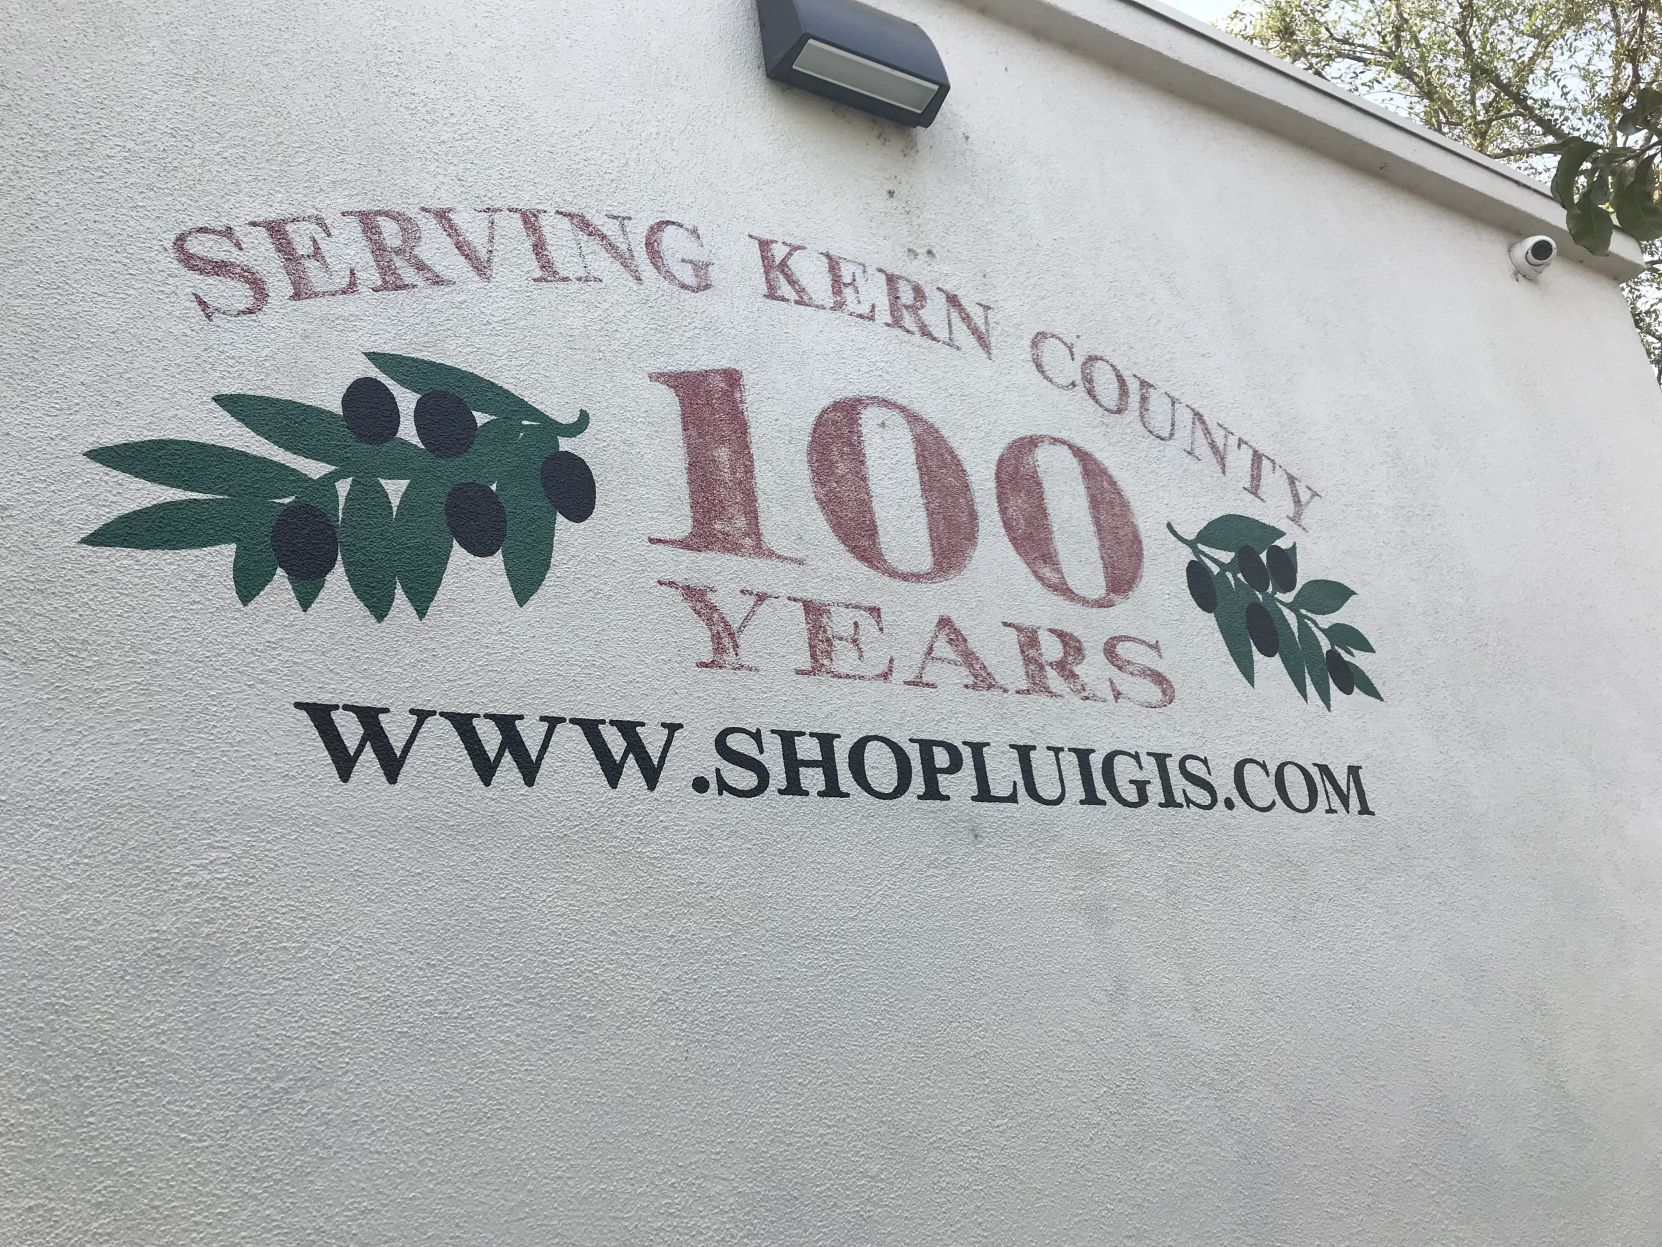 SERVING KERN COUNTY
100
YEARS
WWW.SHOPLUIGIS.COM